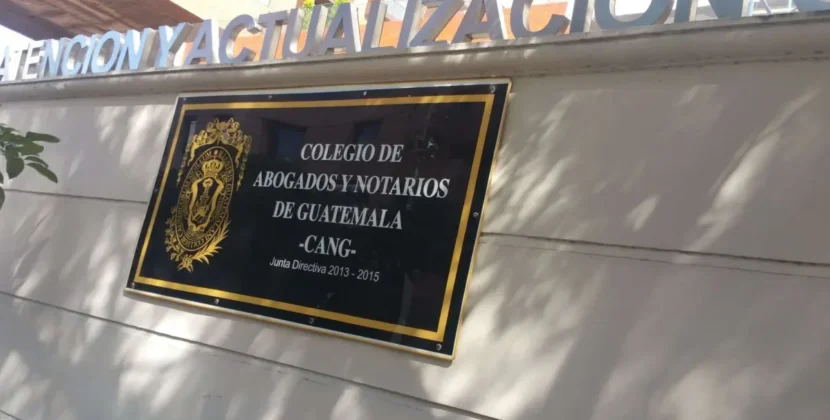 ATENCION Y ACTUALIZACION
COLEGIO DE
ABOGADOS Y NOTARIOS
DE GUATEMALA
-CANG-
Junta Directiva 2013 - 2015